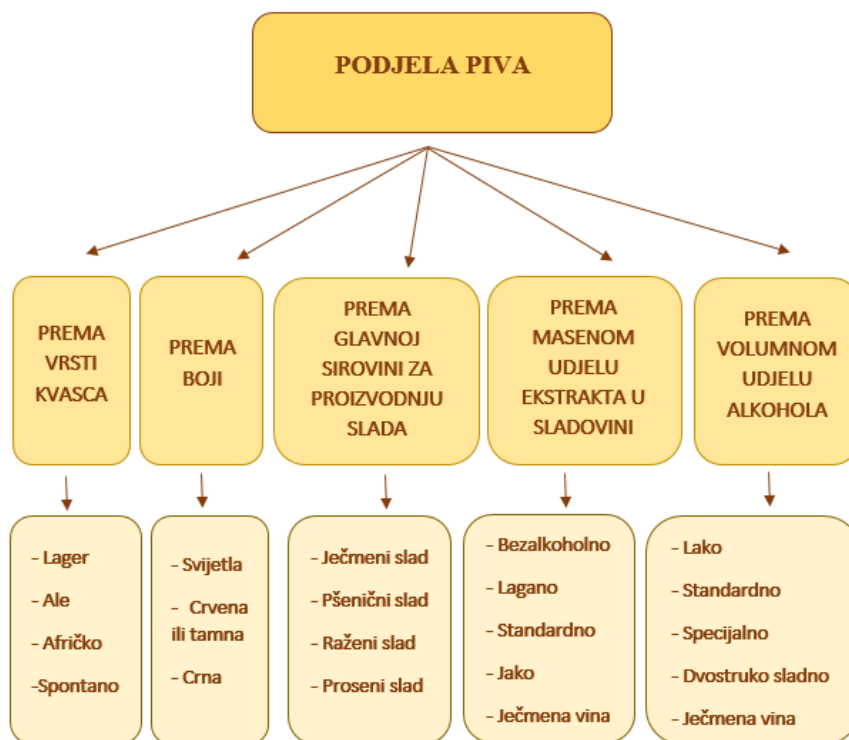 PODJELA PIVA
PREMA
VRSTI
KVASCA
PREMA
BOJI
PREMA
GLAVNOJ
SIROVINI ZA
PROIZVODNJU
SLADA
PREMA
MASENOM
UDJELU
EKSTRAKTA U
SLADOVINI
PREMA
VOLUMNOM
UDJELU
ALKOHOLA
- Lager
- Ale
- Afričko
-Spontano
- Svijetla
- Crvena
ili tamna
- Crna
- Ječmeni slad
- Pšenični slad
- Raženi slad
- Proseni slad
- Bezalkoholno
- Lagano
- Standardno
- Jako
- Ječmena vina
- Lako
- Standardno
- Specijalno
- Dvostruko sladno
- Ječmena vina